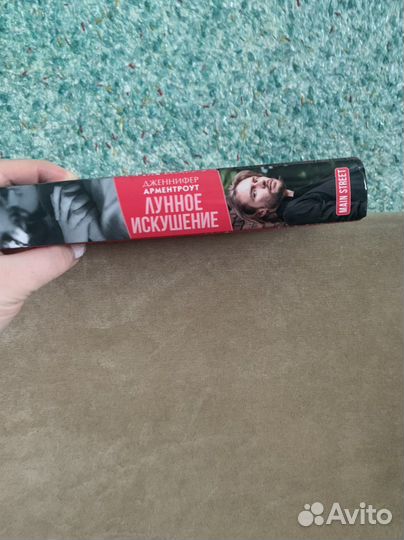 ДЖЕННИФЕР
АРМЕНТРОУТ
ЛУННОЕ
ИСКУШЕНИЕ
MAIN STREET
Avito